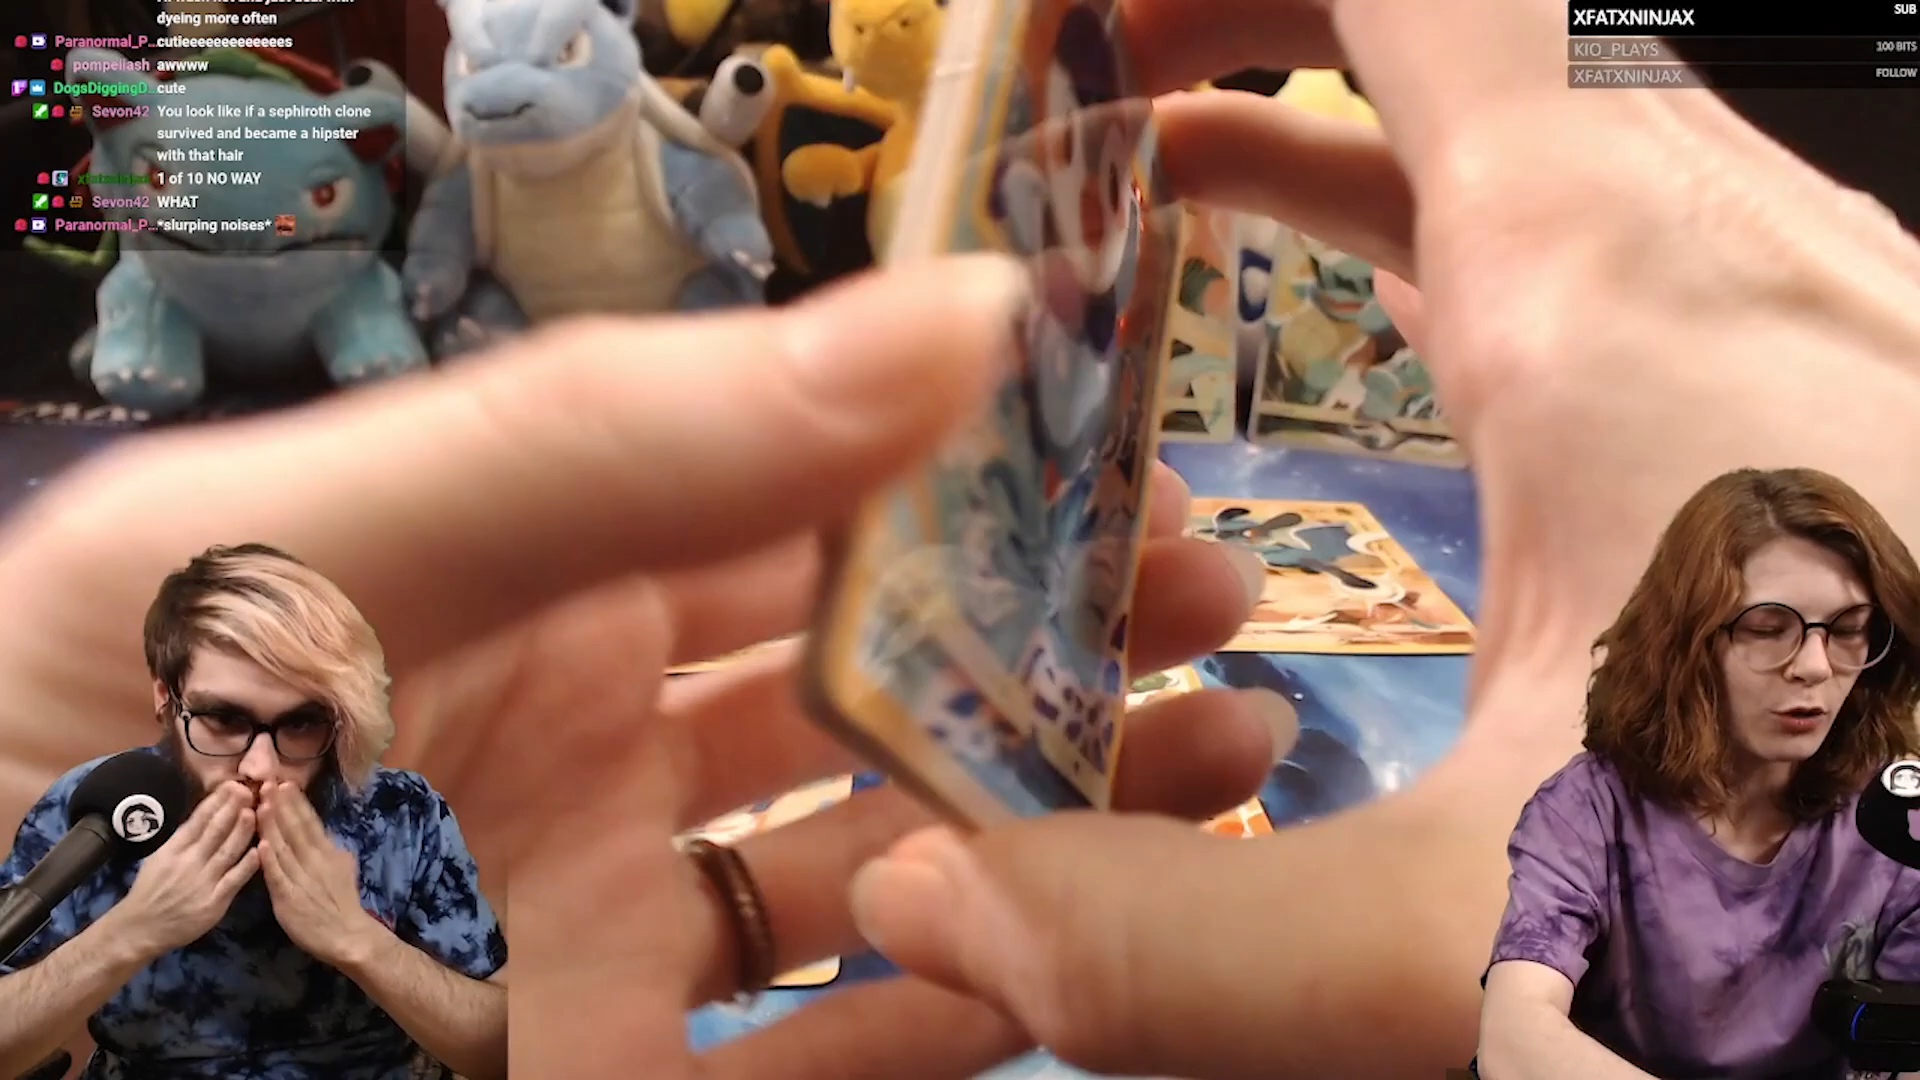 dyeing more often
Paranormal_P... cutieeeeeeeeeeees
pompeiiash awwww
DogsDiggingD... cute
Sevon42 You look like if a sephiroth clone
survived and became a hipster
with that hair
xfatxninjax 1 of 10 NO WAY
Sevon42 WHAT
Paranormal_P... *slurping noises*
XFATXNINJAX SUB
KIO_PLAYS 100 BITS
XFATXNINJAX FOLLOW